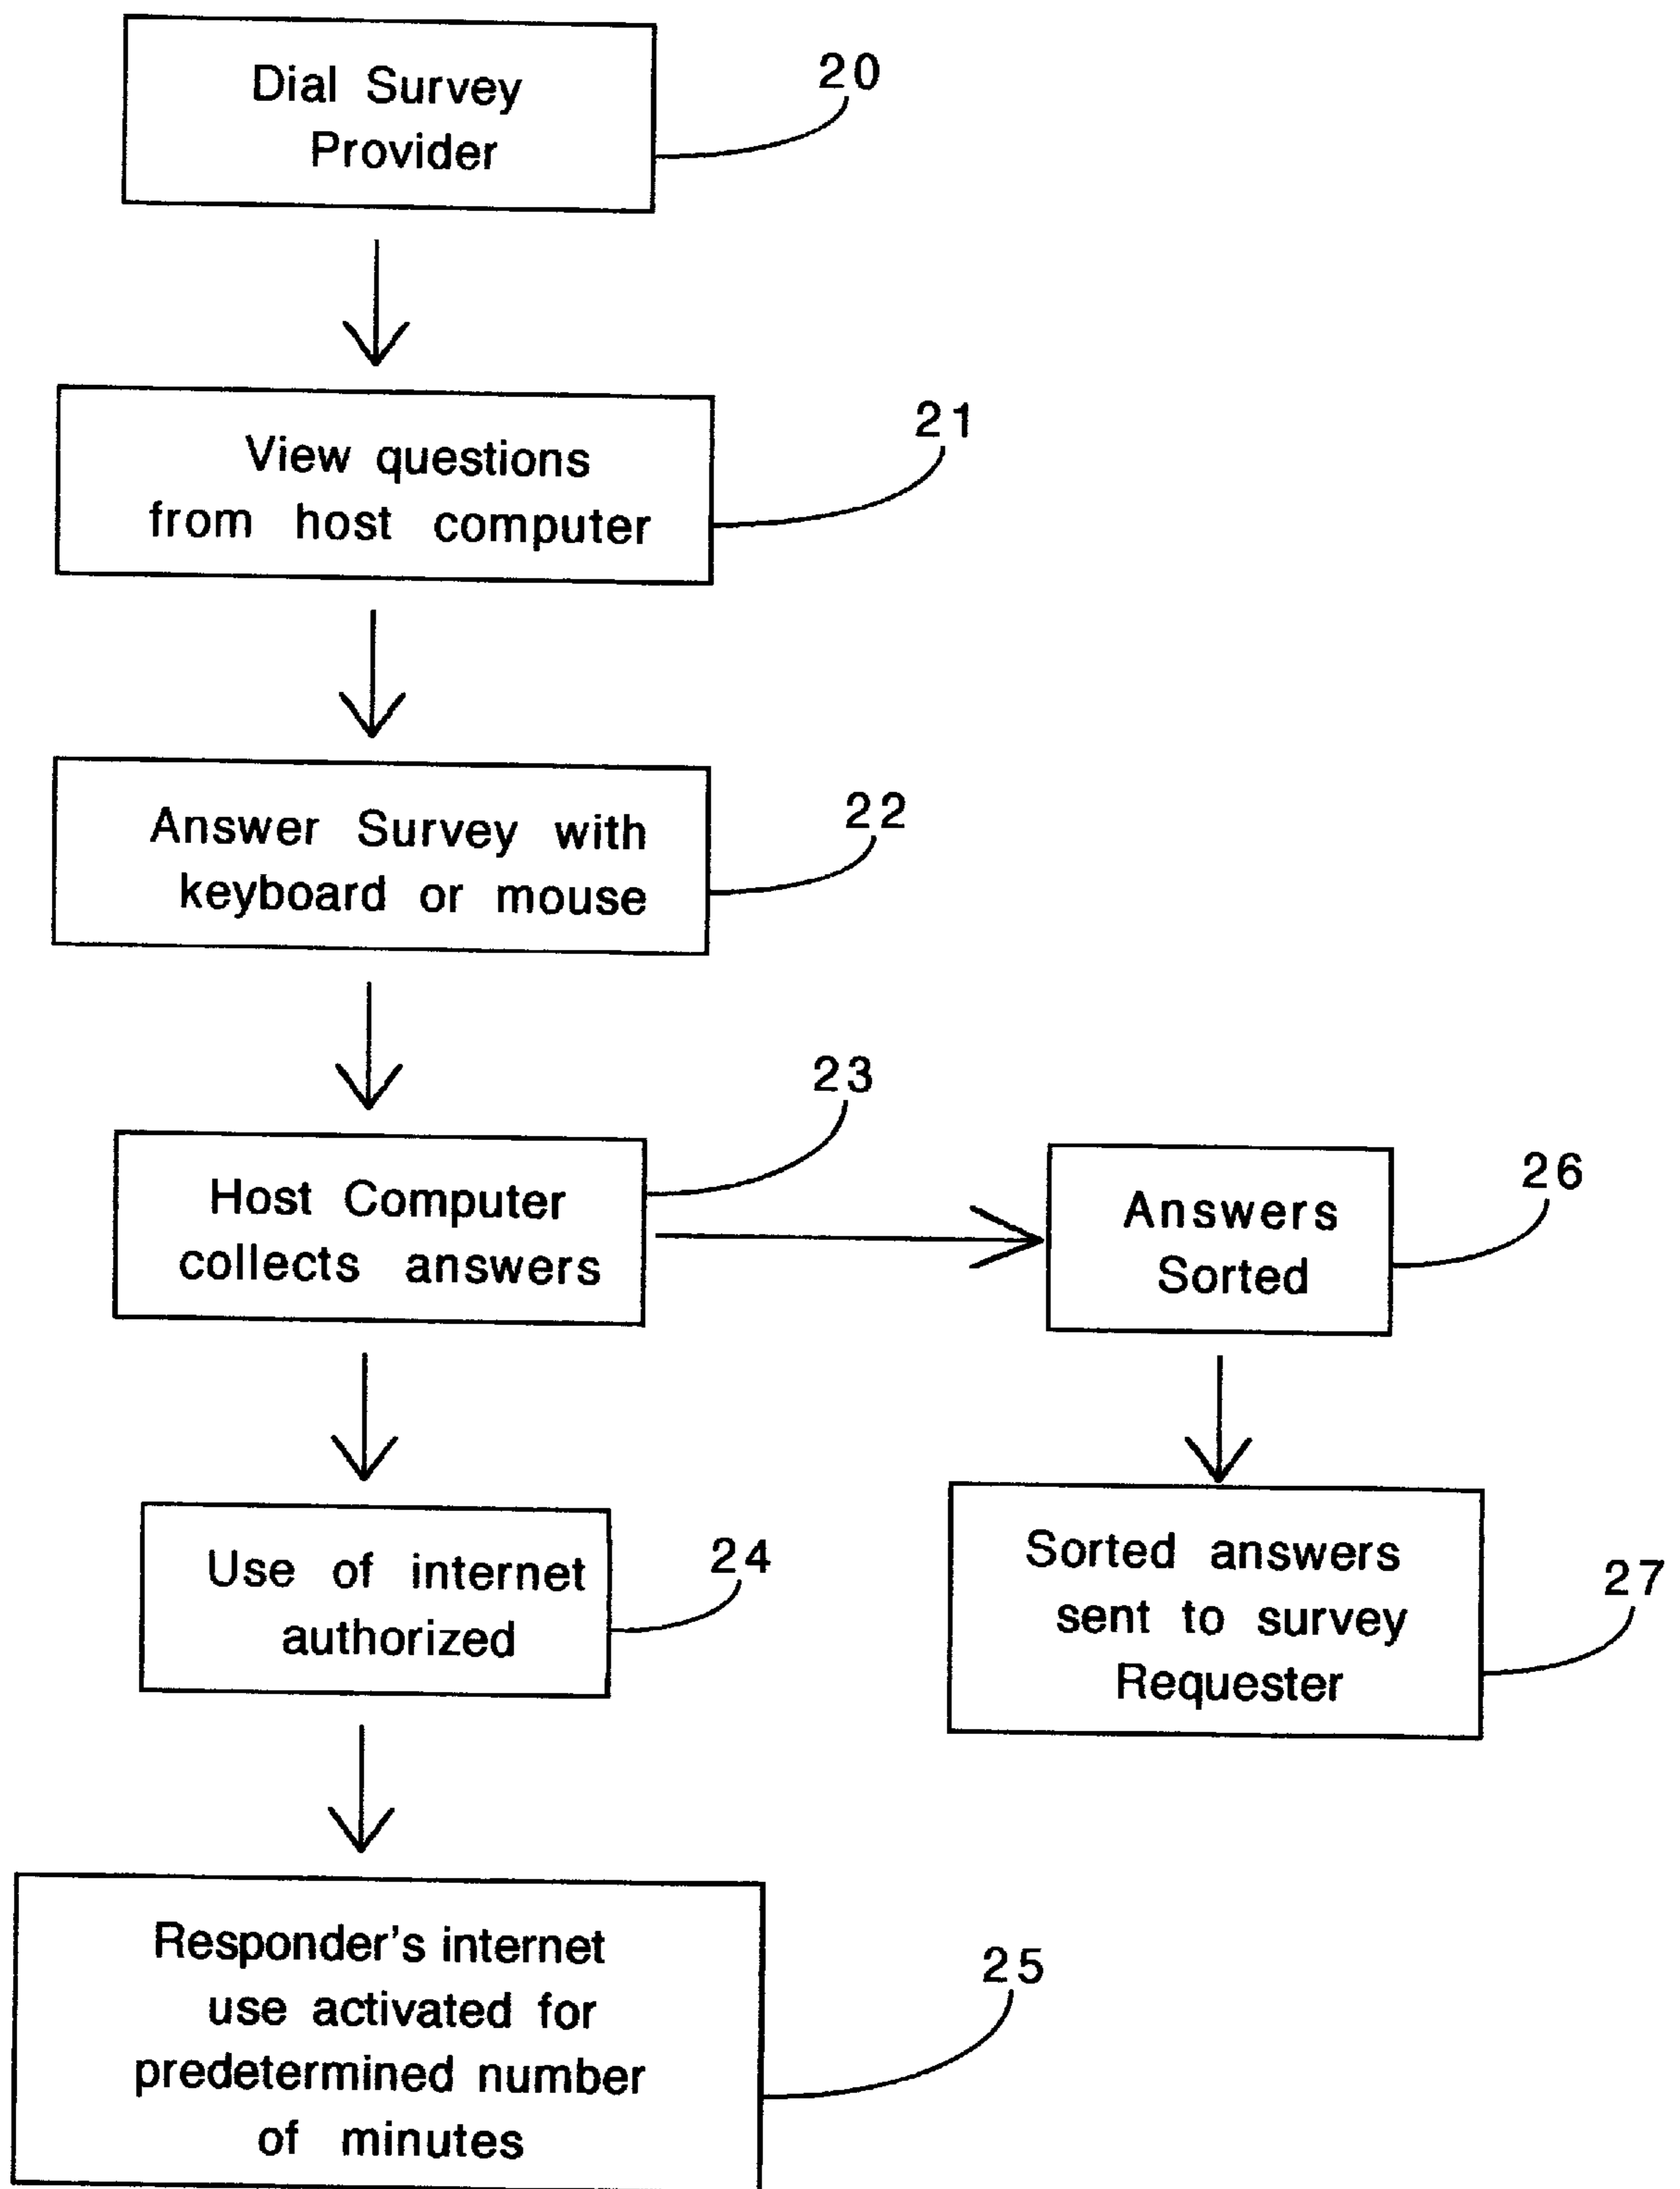 Dial Survey
Provider
20
View questions
from host computer
21
Answer Survey with
keyboard or mouse
22
Host Computer
collects answers
23
Answers
Sorted
26
Use of internet
authorized
24
Sorted answers
sent to survey
Requester
27
Responder's internet
use activated for
predetermined number
of minutes
25